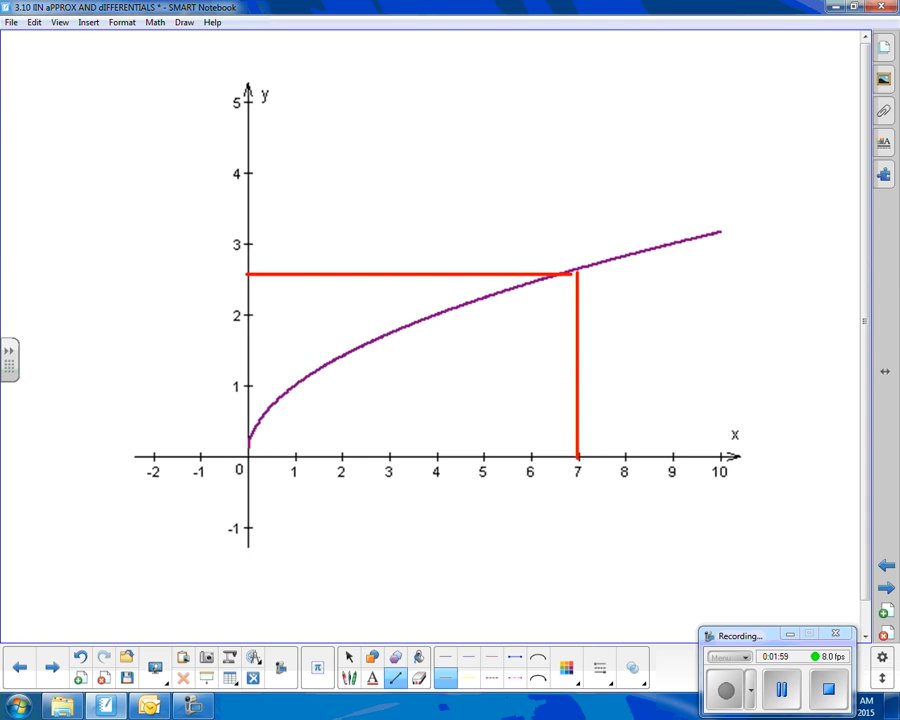 3.10 lIN aPPROX AND dIFFERENTIALS * - SMART Notebook
File Edit View Insert Format Math Draw Help
y
5
4
3
2
1
x
-2 -1 0 1 2 3 4 5 6 7 8 9 10
-1
Recording...
Menu 0:01:59 8.0 fps
AM
2015